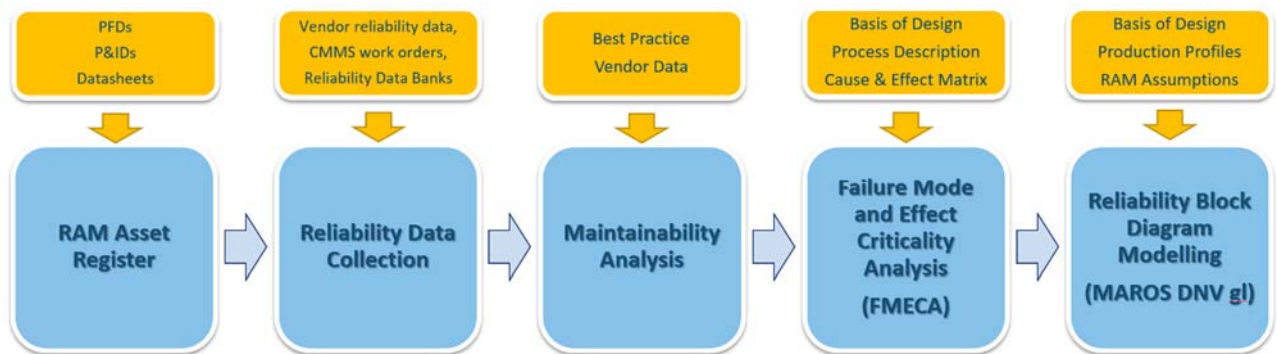 PFDs
P&IDs
Datasheets
Vendor reliability data,
CMMS work orders,
Reliability Data Banks
Best Practice
Vendor Data
Basis of Design
Process Description
Cause & Effect Matrix
Basis of Design
Production Profiles
RAM Assumptions
RAM Asset
Register
Reliability Data
Collection
Maintainability
Analysis
Failure Mode
and Effect
Criticality
Analysis
(FMECA)
Reliability Block
Diagram
Modelling
(MAROS DNV gl)